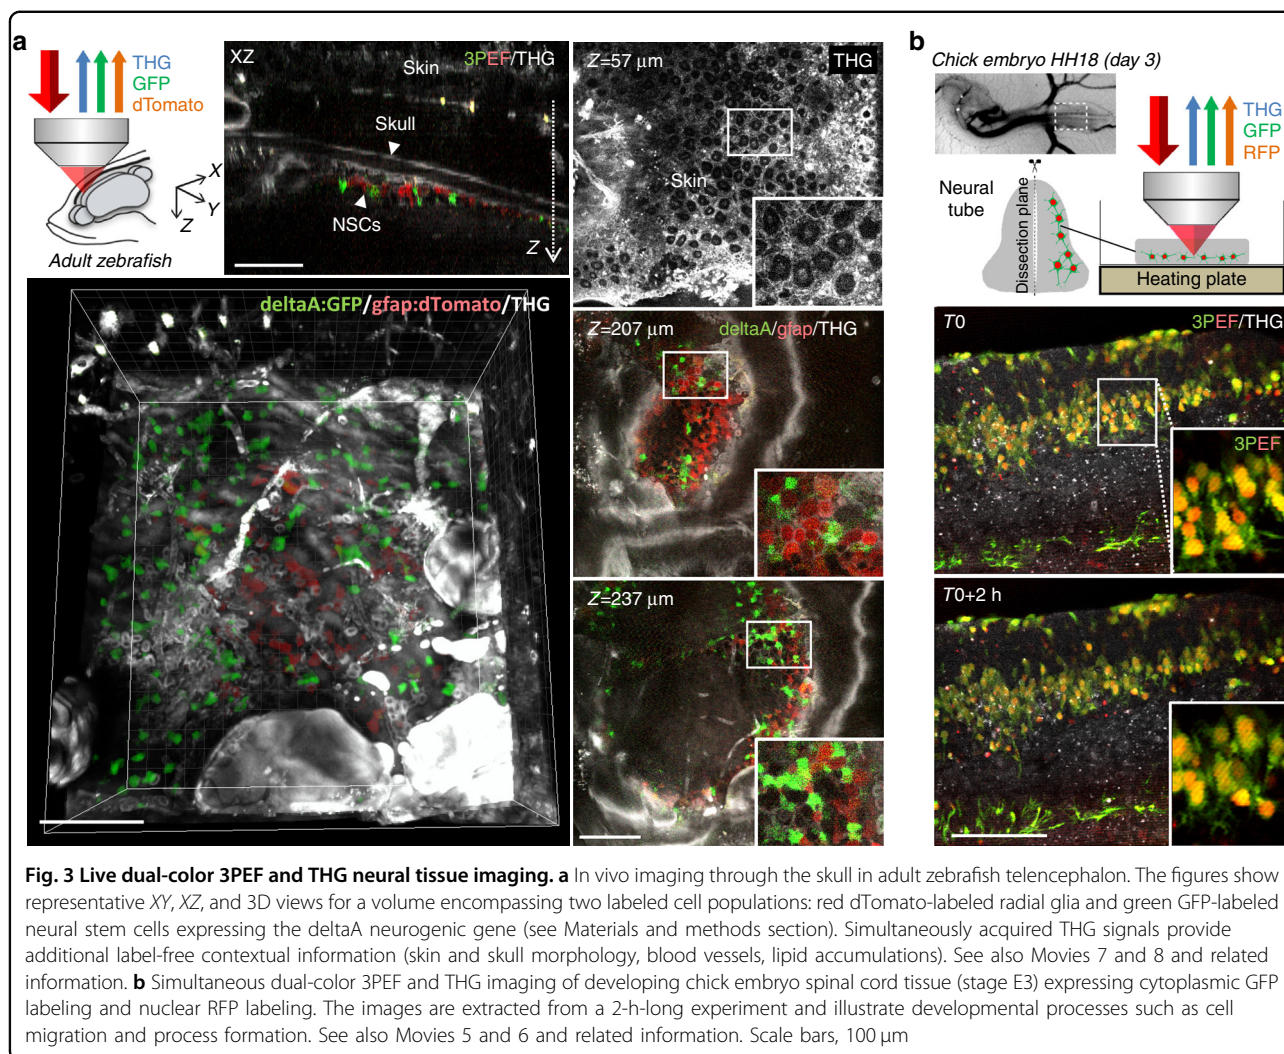 a
THG
GFP
dTomato
X
Y
Z
Adult zebrafish
XZ
3PEF/THG
Skin
Skull
NSCs
Z
Z=57 µm
THG
Skin
deltaA:GFP/gfap:dTomato/THG
Z=207 µm
deltaA/gfap/THG
Z=237 µm
b
Chick embryo HH18 (day 3)
THG
GFP
RFP
Neural
tube
Dissection plane
Heating plate
T0
3PEF/THG
3PEF
T0+2 h
Fig. 3 Live dual-color 3PEF and THG neural tissue imaging. a In vivo imaging through the skull in adult zebrafish telencephalon. The figures show
representative XY, XZ, and 3D views for a volume encompassing two labeled cell populations: red dTomato-labeled radial glia and green GFP-labeled
neural stem cells expressing the deltaA neurogenic gene (see Materials and methods section). Simultaneously acquired THG signals provide
additional label-free contextual information (skin and skull morphology, blood vessels, lipid accumulations). See also Movies 7 and 8 and related
information. b Simultaneous dual-color 3PEF and THG imaging of developing chick embryo spinal cord tissue (stage E3) expressing cytoplasmic GFP
labeling and nuclear RFP labeling. The images are extracted from a 2-h-long experiment and illustrate developmental processes such as cell
migration and process formation. See also Movies 5 and 6 and related information. Scale bars, 100 µm